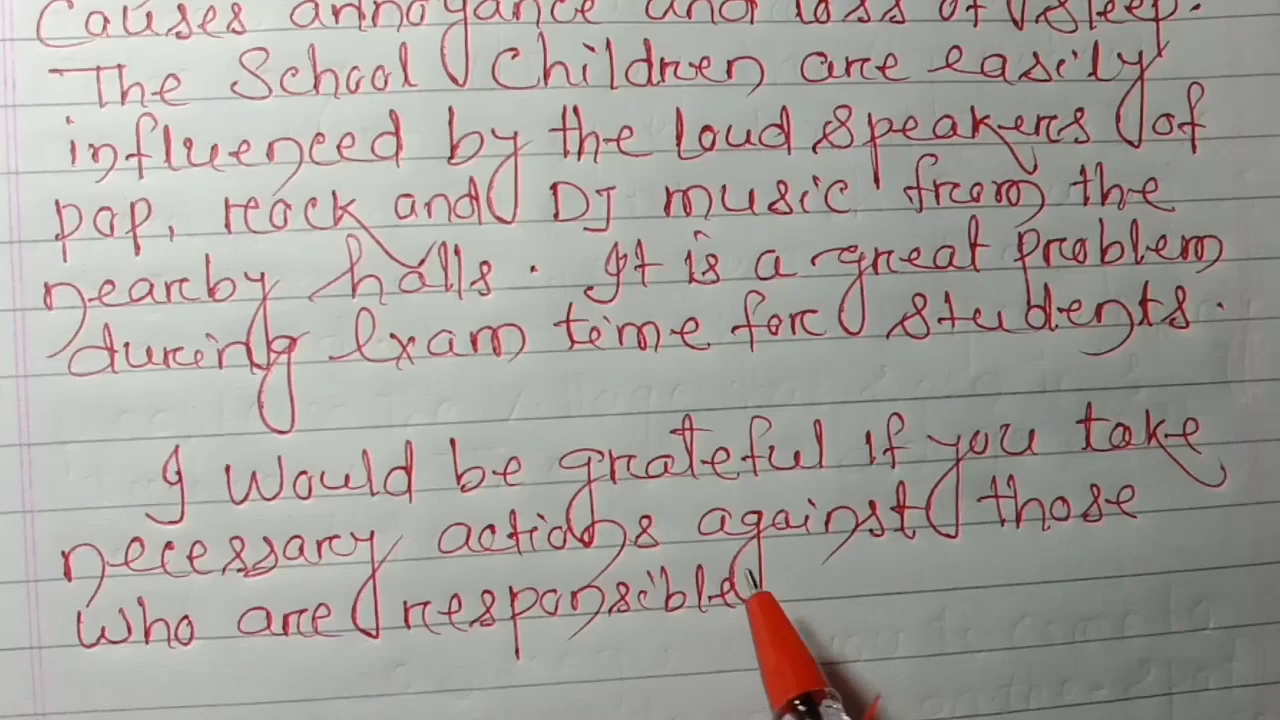 Causes annoyance and loss of sleep.
The School Children are easily
influenced by the loud speakers of
pop, rock and DJ music from the
nearby halls. It is a great problem
during exam time for students.
I would be grateful if you take
necessary actions against those
who are responsible